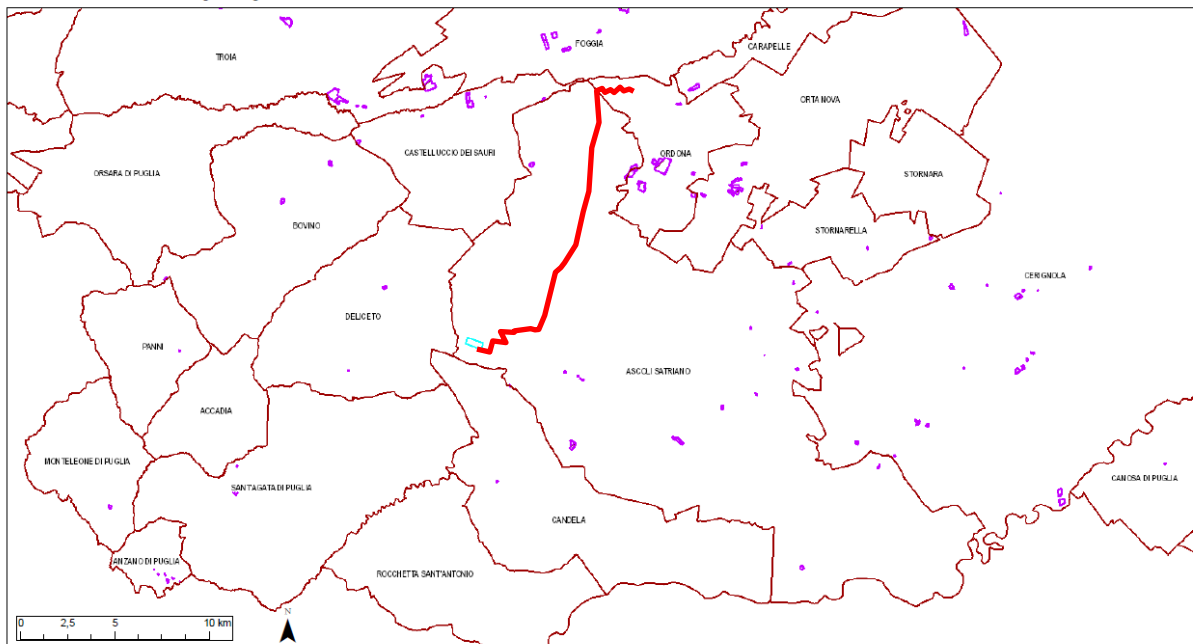 FOGGIA
CARAPELLE
TROIA
ORTA NOVA
CASTELLUCCIO DEI SAURI
ORDONA
ORSARA DI PUGLIA
STORNARA
BOVINO
STORNARELLA
CERIGNOLA
DELICETO
PANNI
ASCOLI SATRIANO
ACCADIA
MONTELEONE DI PUGLIA
CANOSA DI PUGLIA
SANT'AGATA DI PUGLIA
CANDELA
ANZANO DI PUGLIA
ROCCHETTA SANT'ANTONIO
N
0 2,5 5 10 km